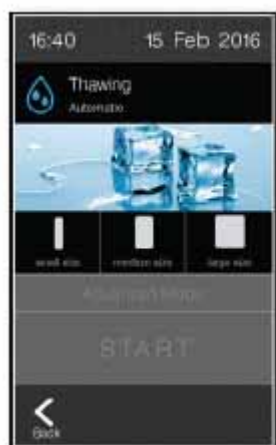 16:40 15 Feb 2016
Thawing
Automatic
small size medium size large size
Advanced Mode
START
Back